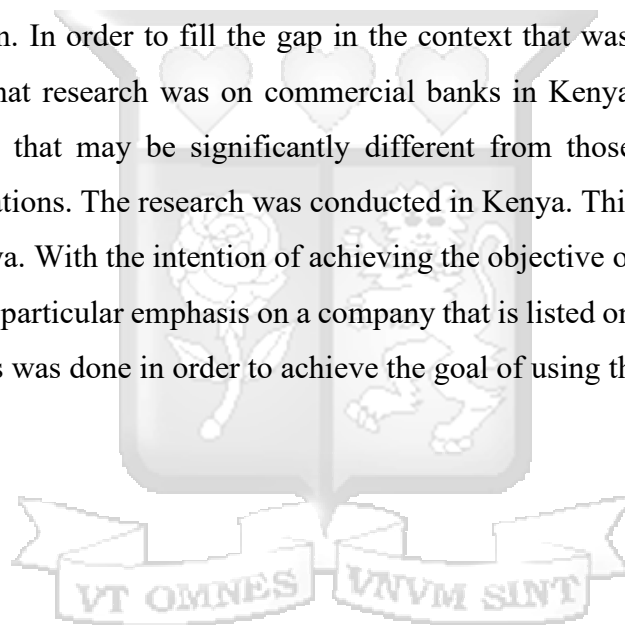 n. In order to fill the gap in the context that was
hat research was on commercial banks in Kenya
that may be significantly different from those
ations. The research was conducted in Kenya. Thi
ya. With the intention of achieving the objective o
particular emphasis on a company that is listed on
s was done in order to achieve the goal of using th
VT OMNES VNVM SINT